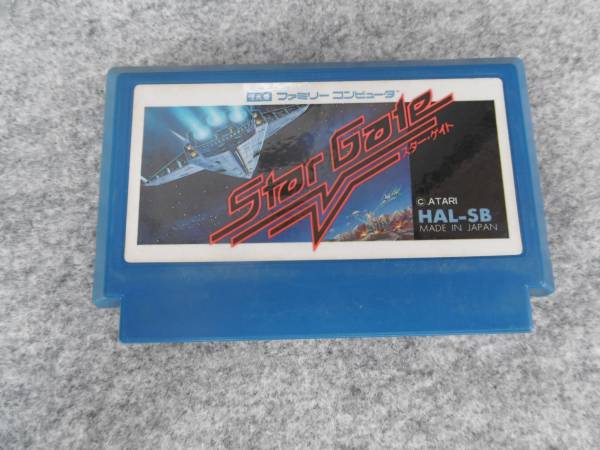 ファミリー コンピュータ
Star Gate
スター・ゲイト
© ATARI
HAL-SB
MADE IN JAPAN